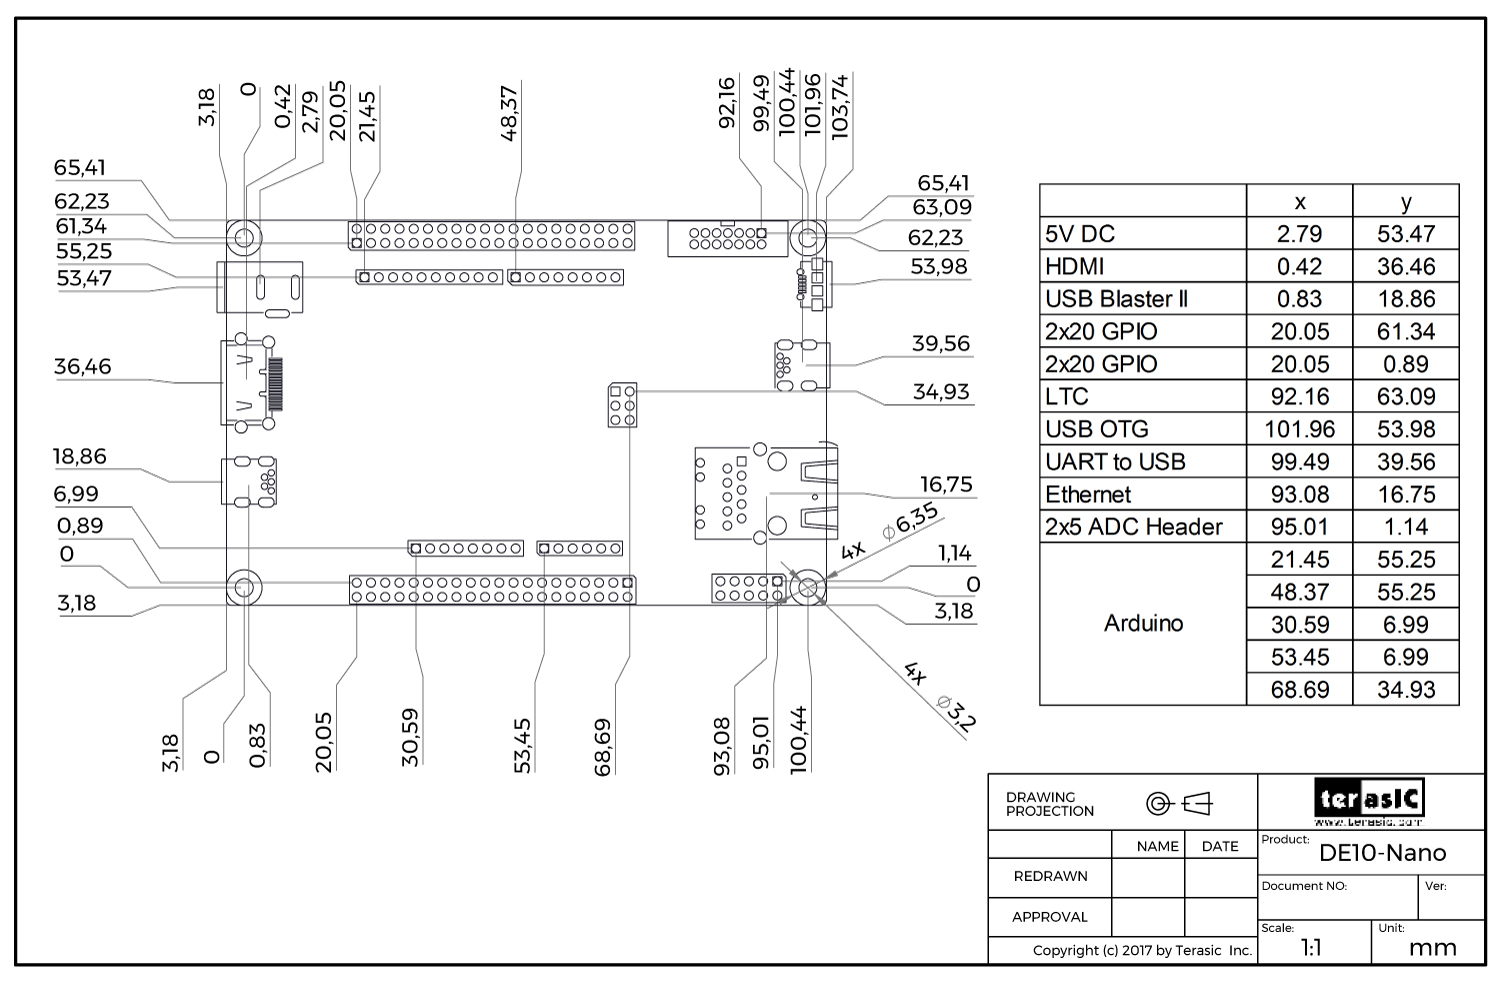 3,18
0
0,42
2,79
20,05
21,45
48,37
92,16
99,49
100,44
101,96
103,74
65,41
62,23
61,34
55,25
53,47
36,46
18,86
6,99
0,89
0
3,18
65,41
63,09
62,23
53,98
39,56
34,93
16,75
⌀6,35
4X
1,14
0
3,18
4X
⌀3,2
3,18
0
0,83
20,05
30,59
53,45
68,69
93,08
95,01
100,44
x y
5V DC 2.79 53.47
HDMI 0.42 36.46
USB Blaster II 0.83 18.86
2x20 GPIO 20.05 61.34
2x20 GPIO 20.05 0.89
LTC 92.16 63.09
USB OTG 101.96 53.98
UART to USB 99.49 39.56
Ethernet 93.08 16.75
2x5 ADC Header 95.01 1.14
Arduino
21.45 55.25
48.37 55.25
30.59 6.99
53.45 6.99
68.69 34.93
DRAWING
PROJECTION
NAME DATE
REDRAWN
APPROVAL
Copyright (c) 2017 by Terasic Inc.
terasIC
www.terasic.com
Product: DE10-Nano
Document NO: Ver:
Scale: 1:1
Unit: mm